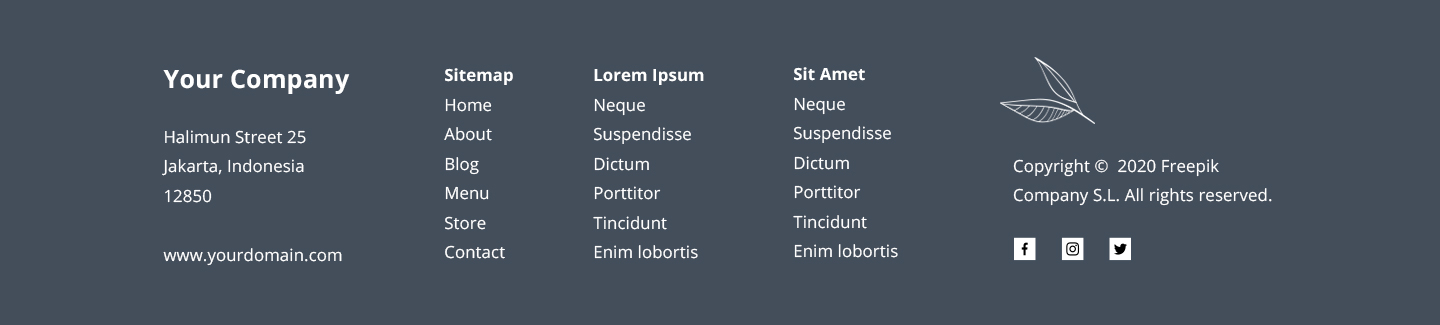 Your Company
Halimun Street 25
Jakarta, Indonesia
12850
www.yourdomain.com
Sitemap
Home
About
Blog
Menu
Store
Contact
Lorem Ipsum
Neque
Suspendisse
Dictum
Porttitor
Tincidunt
Enim lobortis
Sit Amet
Neque
Suspendisse
Dictum
Porttitor
Tincidunt
Enim lobortis
Copyright ©  2020 Freepik
Company S.L. All rights reserved.